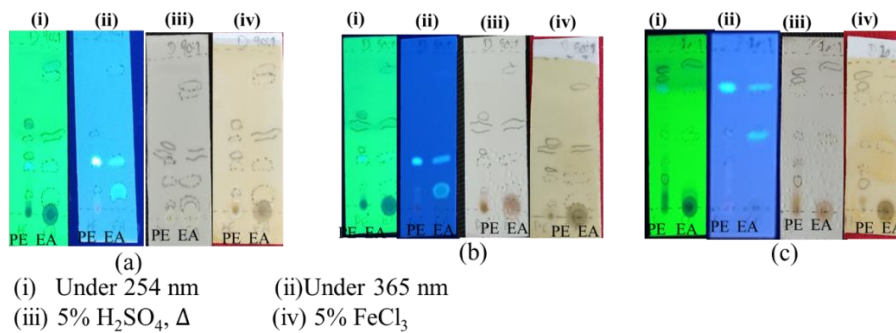 (i) (ii) (iii) (iv)
(i) (ii) (iii) (iv)
(i) (ii) (iii) (iv)
PE EA PE EA PE EA PE EA
PE EA PE EA PE EA PE EA
PE EA PE EA PE EA PE EA
(a) (b) (c)
(i) Under 254 nm (ii)Under 365 nm
(iii) 5% H₂SO₄, Δ (iv) 5% FeCl₃